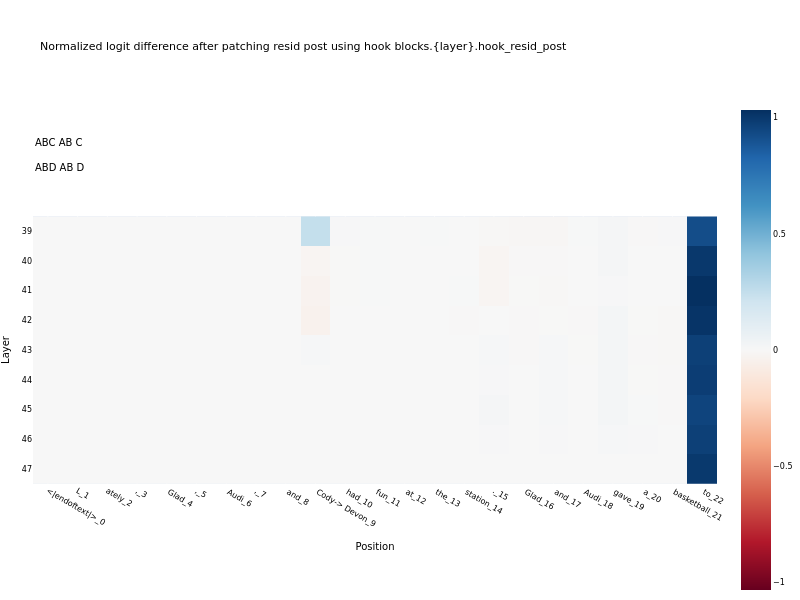 Normalized logit difference after patching resid post using hook blocks.{layer}.hook_resid_post
ABC AB C
ABD AB D
1
0.5
0
−0.5
−1
Layer
39
40
41
42
43
44
45
46
47
<|endoftext|>_0
L_1
ately_2
,_3
Glad_4
,_5
Audi_6
,_7
and_8
Cody-> Devon_9
had_10
fun_11
at_12
the_13
station_14
._15
Glad_16
and_17
Audi_18
gave_19
a_20
basketball_21
to_22
Position